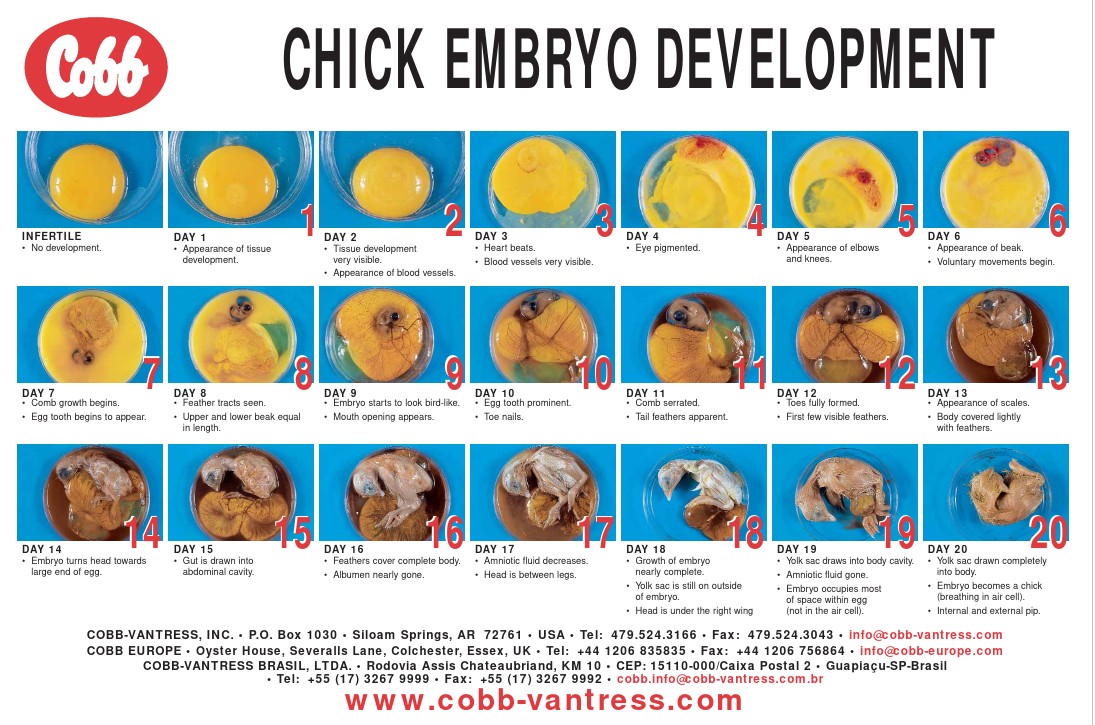 Cobb
CHICK EMBRYO DEVELOPMENT
INFERTILE
• No development.
1
DAY 1
• Appearance of tissue
development.
2
DAY 2
• Tissue development
very visible.
• Appearance of blood vessels.
3
DAY 3
• Heart beats.
• Blood vessels very visible.
4
DAY 4
• Eye pigmented.
5
DAY 5
• Appearance of elbows
and knees.
6
DAY 6
• Appearance of beak.
• Voluntary movements begin.
7
DAY 7
• Comb growth begins.
• Egg tooth begins to appear.
8
DAY 8
• Feather tracts seen.
• Upper and lower beak equal
in length.
9
DAY 9
• Embryo starts to look bird-like.
• Mouth opening appears.
10
DAY 10
• Egg tooth prominent.
• Toe nails.
11
DAY 11
• Comb serrated.
• Tail feathers apparent.
12
DAY 12
• Toes fully formed.
• First few visible feathers.
13
DAY 13
• Appearance of scales.
• Body covered lightly
with feathers.
14
DAY 14
• Embryo turns head towards
large end of egg.
15
DAY 15
• Gut is drawn into
abdominal cavity.
16
DAY 16
• Feathers cover complete body.
• Albumen nearly gone.
17
DAY 17
• Amniotic fluid decreases.
• Head is between legs.
18
DAY 18
• Growth of embryo
nearly complete.
• Yolk sac is still on outside
of embryo.
• Head is under the right wing
19
DAY 19
• Yolk sac draws into body cavity.
• Amniotic fluid gone.
• Embryo occupies most
of space within egg
(not in the air cell).
20
DAY 20
• Yolk sac drawn completely
into body.
• Embryo becomes a chick
(breathing in air cell).
• Internal and external pip.
COBB-VANTRESS, INC. • P.O. Box 1030 • Siloam Springs, AR 72761 • USA • Tel: 479.524.3166 • Fax: 479.524.3043 • info@cobb-vantress.com
COBB EUROPE • Oyster House, Severalls Lane, Colchester, Essex, UK • Tel: +44 1206 835835 • Fax: +44 1206 756864 • info@cobb-europe.com
COBB-VANTRESS BRASIL, LTDA. • Rodovia Assis Chateaubriand, KM 10 • CEP: 15110-000/Caixa Postal 2 • Guapiaçu-SP-Brasil
• Tel: +55 (17) 3267 9999 • Fax: +55 (17) 3267 9992 • cobb.info@cobb-vantress.com.br
www.cobb-vantress.com